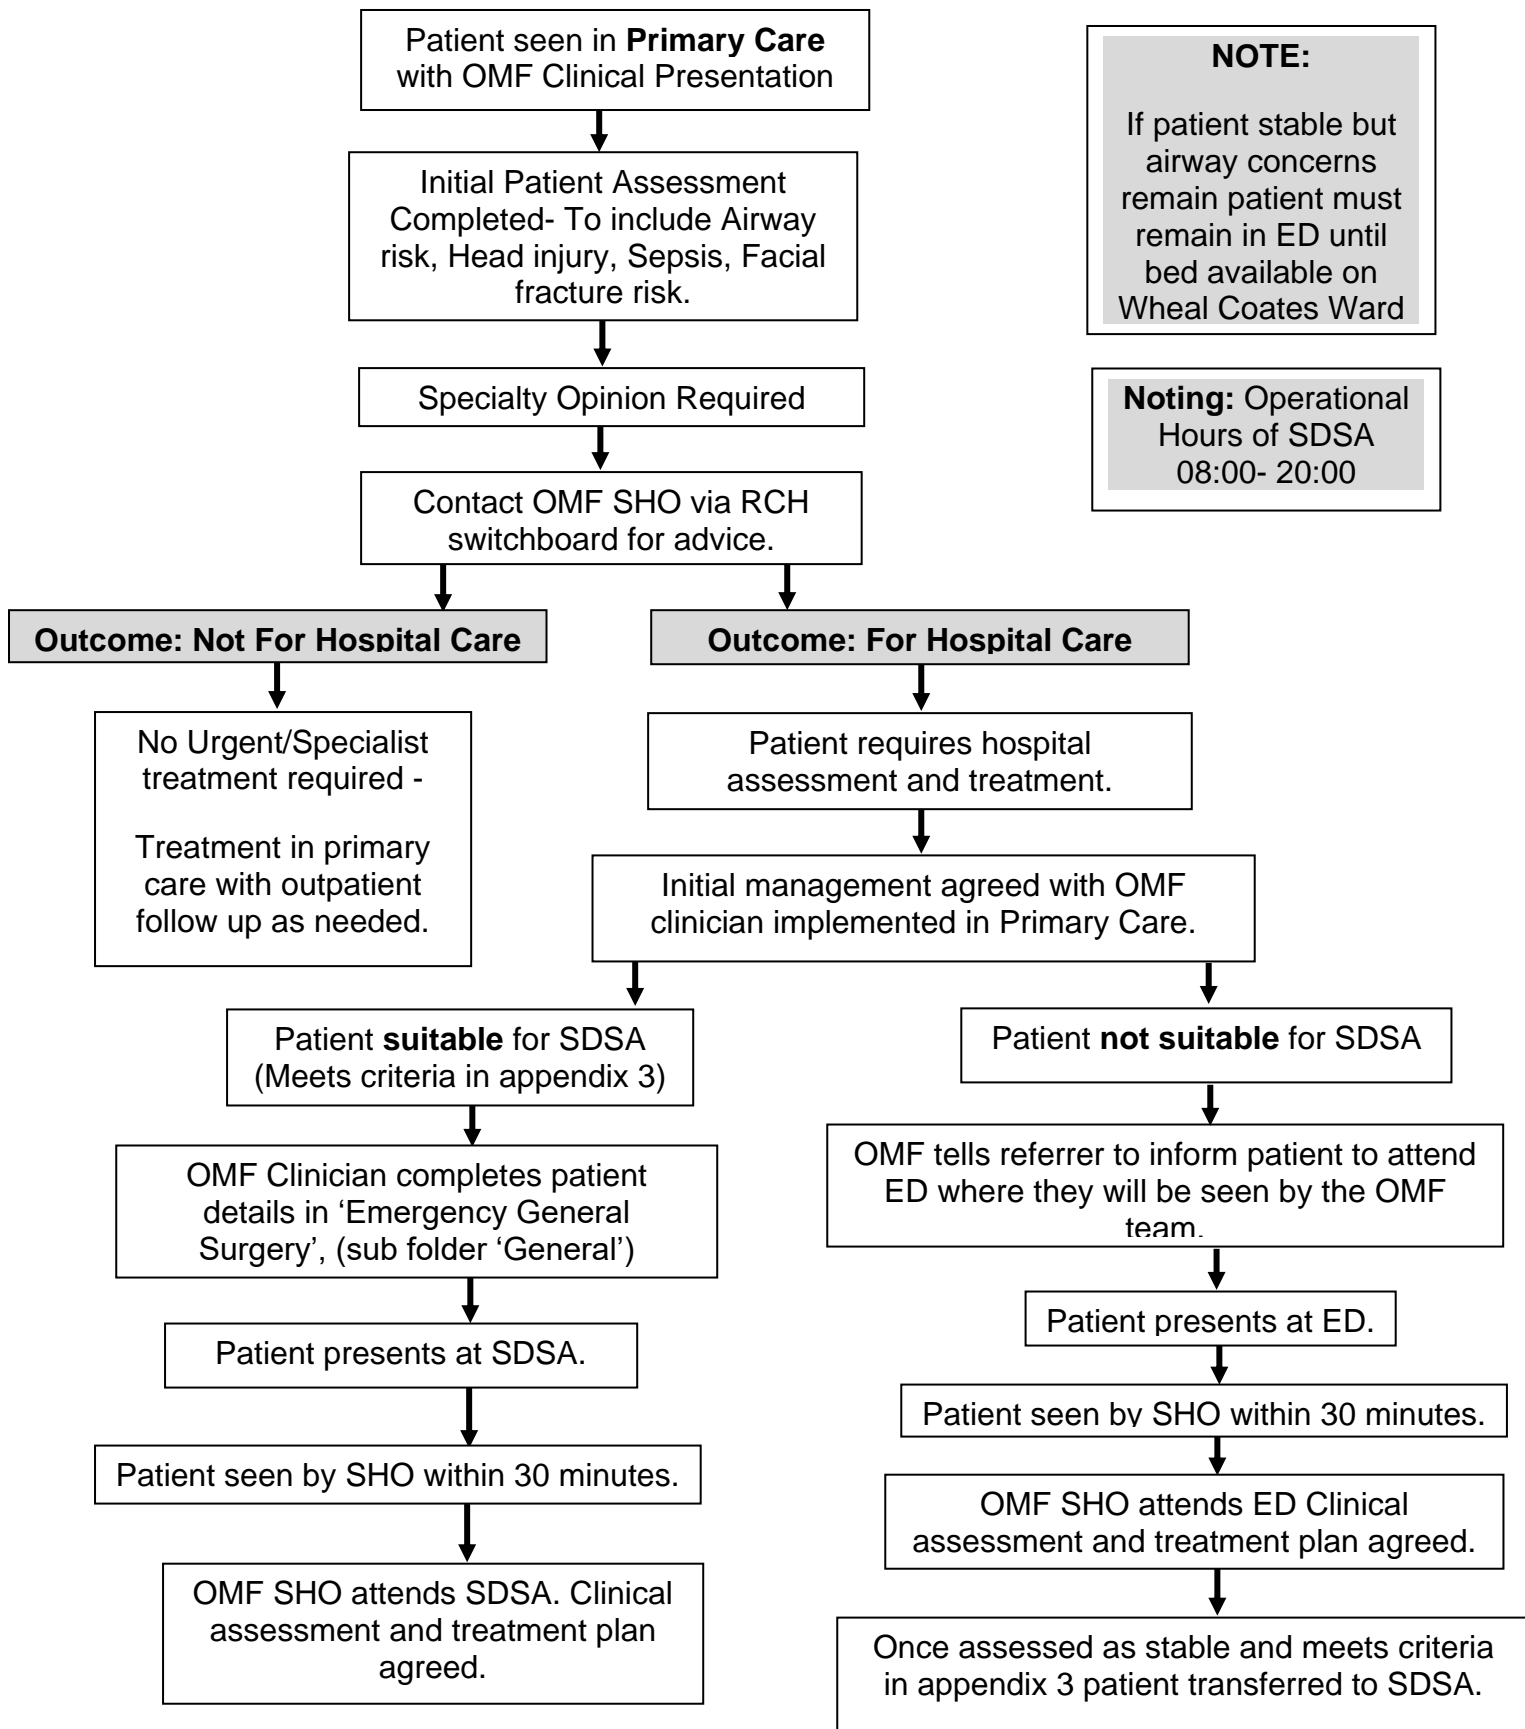 Patient seen in Primary Care
with OMF Clinical Presentation
NOTE:
If patient stable but
airway concerns
remain patient must
remain in ED until
bed available on
Wheal Coates Ward
Initial Patient Assessment
Completed- To include Airway
risk, Head injury, Sepsis, Facial
fracture risk.
Specialty Opinion Required
Noting: Operational
Hours of SDSA
08:00- 20:00
Contact OMF SHO via RCH
switchboard for advice.
Outcome: Not For Hospital Care
Outcome: For Hospital Care
No Urgent/Specialist
treatment required -
Treatment in primary
care with outpatient
follow up as needed.
Patient requires hospital
assessment and treatment.
Initial management agreed with OMF
clinician implemented in Primary Care.
Patient suitable for SDSA
(Meets criteria in appendix 3)
Patient not suitable for SDSA
OMF Clinician completes patient
details in ‘Emergency General
Surgery’, (sub folder ‘General’)
OMF tells referrer to inform patient to attend
ED where they will be seen by the OMF
team.
Patient presents at SDSA.
Patient presents at ED.
Patient seen by SHO within 30 minutes.
Patient seen by SHO within 30 minutes.
OMF SHO attends SDSA. Clinical
assessment and treatment plan
agreed.
OMF SHO attends ED Clinical
assessment and treatment plan agreed.
Once assessed as stable and meets criteria
in appendix 3 patient transferred to SDSA.